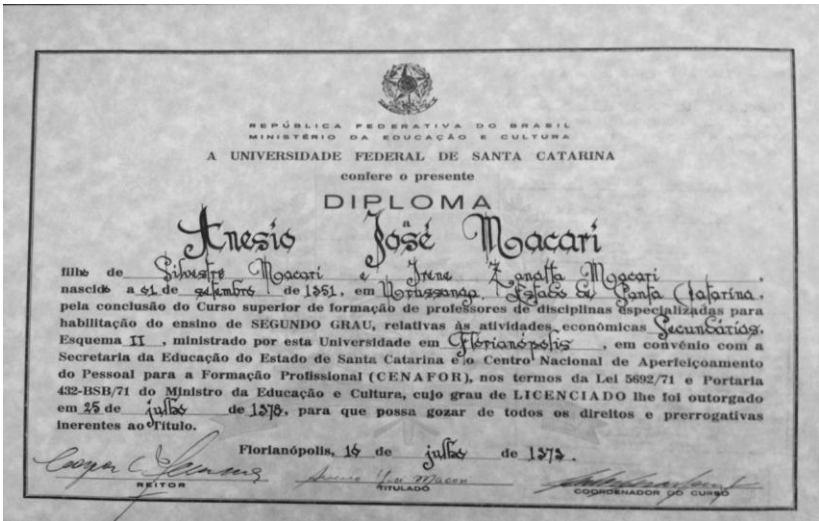 REPÚBLICA FEDERATIVA DO BRASIL
MINISTÉRIO DA EDUCAÇÃO E CULTURA
A UNIVERSIDADE FEDERAL DE SANTA CATARINA
confere o presente
DIPLOMA
a
Anesio José Macari
filho de Silvestre Macari e Irene Zanatta Macari,
nascido a de setembro de 1951, em Urussanga, Estado de Santa Catarina,
pela conclusão do Curso superior de formação de professores de disciplinas especializadas para
habilitação do ensino de SEGUNDO GRAU, relativas às atividades econômicas Secundárias,
Esquema II, ministrado por esta Universidade em Florianópolis, em convênio com a
Secretaria da Educação do Estado de Santa Catarina e o Centro Nacional de Aperfeiçoamento
do Pessoal para a Formação Profissional (CENAFOR), nos termos da Lei 5692/71 e Portaria
432-BSB/71 do Ministro da Educação e Cultura, cujo grau de LICENCIADO lhe foi outorgado
em 25 de julho de, para que possa gozar de todos os direitos e prerrogativas
inerentes ao Título.
Florianópolis, de julho de
REITOR
TITULADO
COORDENADOR DO CURSO